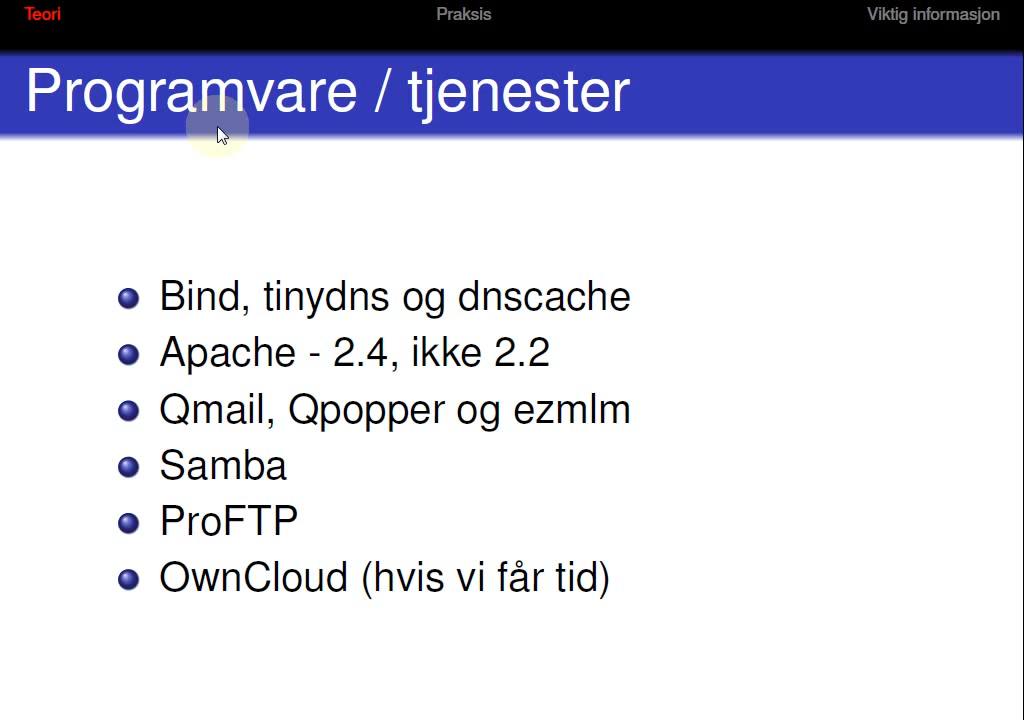 Teori Praksis Viktig informasjon
Programvare / tjenester
Bind, tinydns og dnscache
Apache - 2.4, ikke 2.2
Qmail, Qpopper og ezmlm
Samba
ProFTP
OwnCloud (hvis vi får tid)